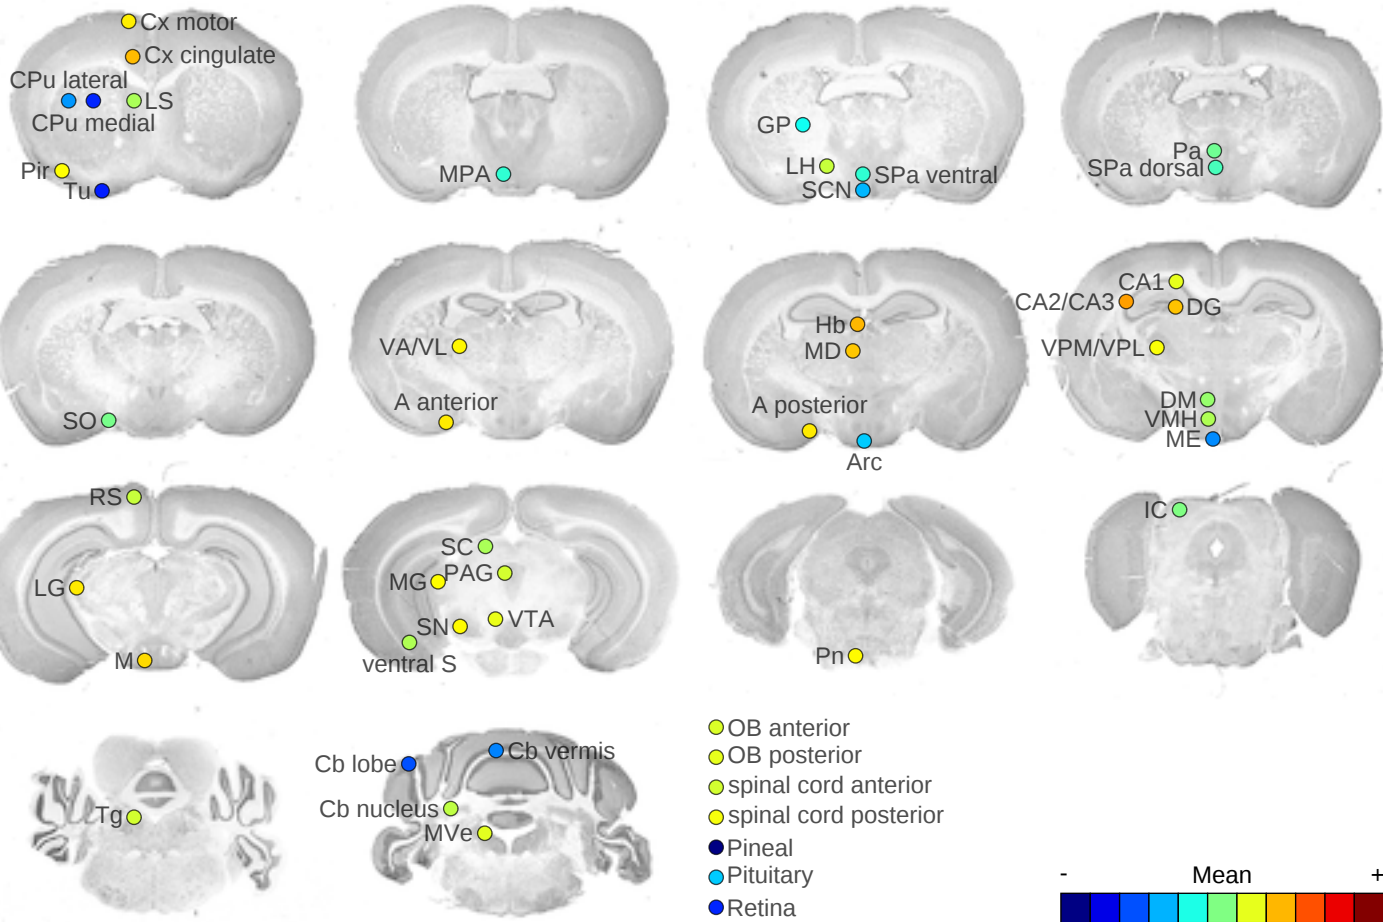 Cx motor
Cx cingulate
CPu lateral
LS
CPu medial
Pir
Tu
MPA
GP
LH
SPa ventral
SCN
Pa
SPa dorsal
SO
VA/VL
A anterior
Hb
MD
A posterior
Arc
CA1
CA2/CA3
DG
VPM/VPL
DM
VMH
ME
RS
LG
M
SC
MG
PAG
SN
VTA
ventral S
Pn
IC
Tg
Cb lobe
Cb vermis
Cb nucleus
MVe
OB anterior
OB posterior
spinal cord anterior
spinal cord posterior
Pineal
Pituitary
Retina
- Mean +